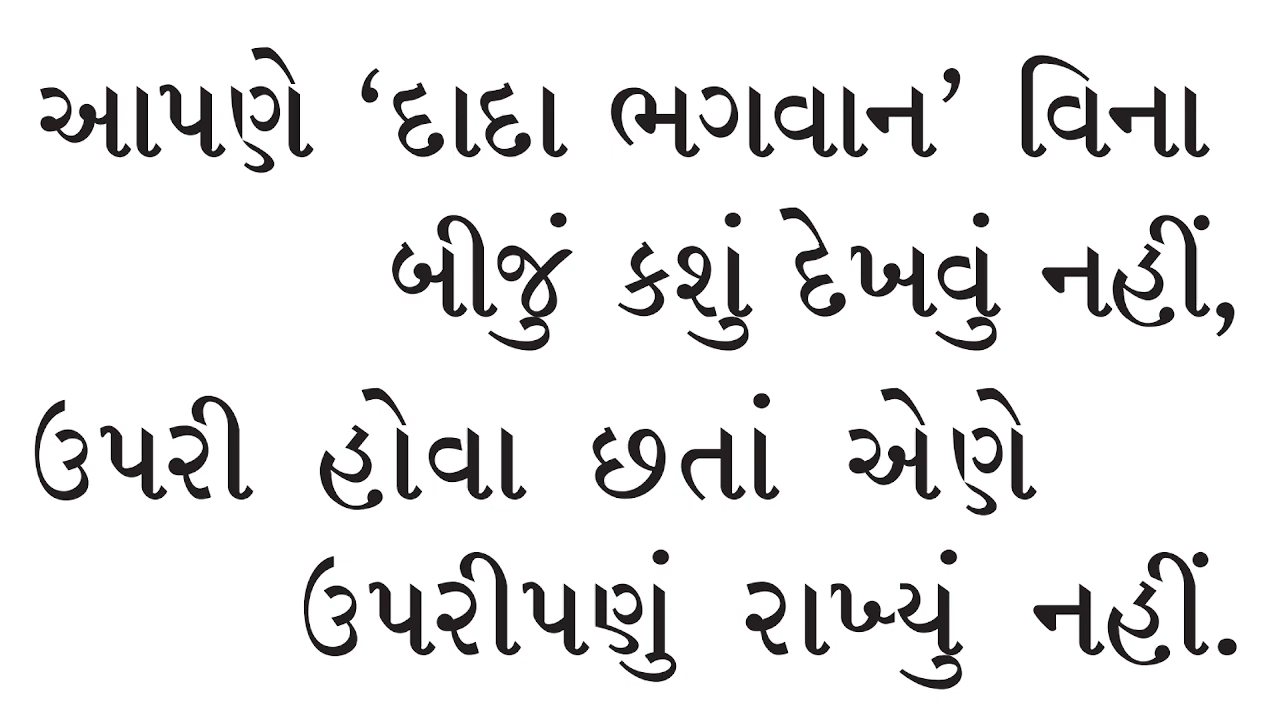 આપણે ‘દાદા ભગવાન’ વિના
બીજું કશું દેખવું નહીં,
ઉપરી હોવા છતાં એણે
ઉપરીપણું રાખ્યું નહીં.